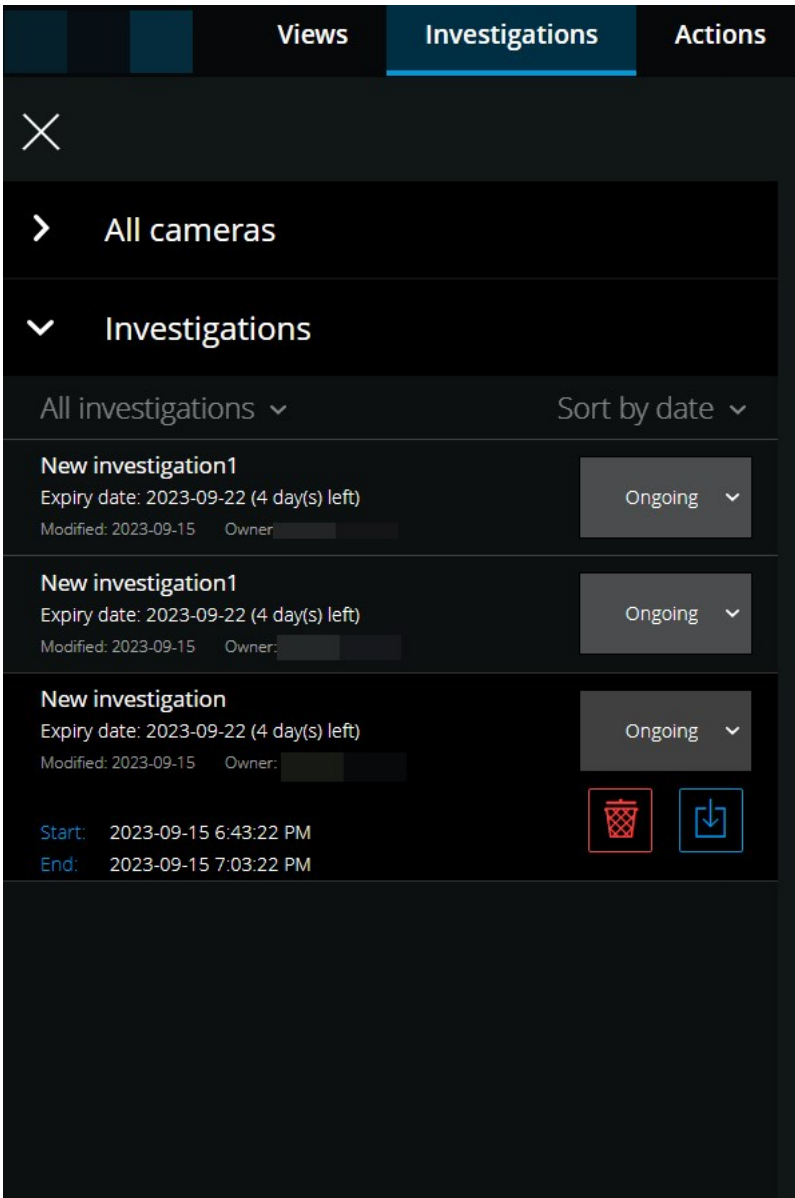 Views Investigations Actions
All cameras
Investigations
All investigations Sort by date
New investigation1
Expiry date: 2023-09-22 (4 day(s) left) Ongoing
Modified: 2023-09-15 Owner
New investigation1
Expiry date: 2023-09-22 (4 day(s) left) Ongoing
Modified: 2023-09-15 Owner:
New investigation
Expiry date: 2023-09-22 (4 day(s) left) Ongoing
Modified: 2023-09-15 Owner:
Start: 2023-09-15 6:43:22 PM
End: 2023-09-15 7:03:22 PM